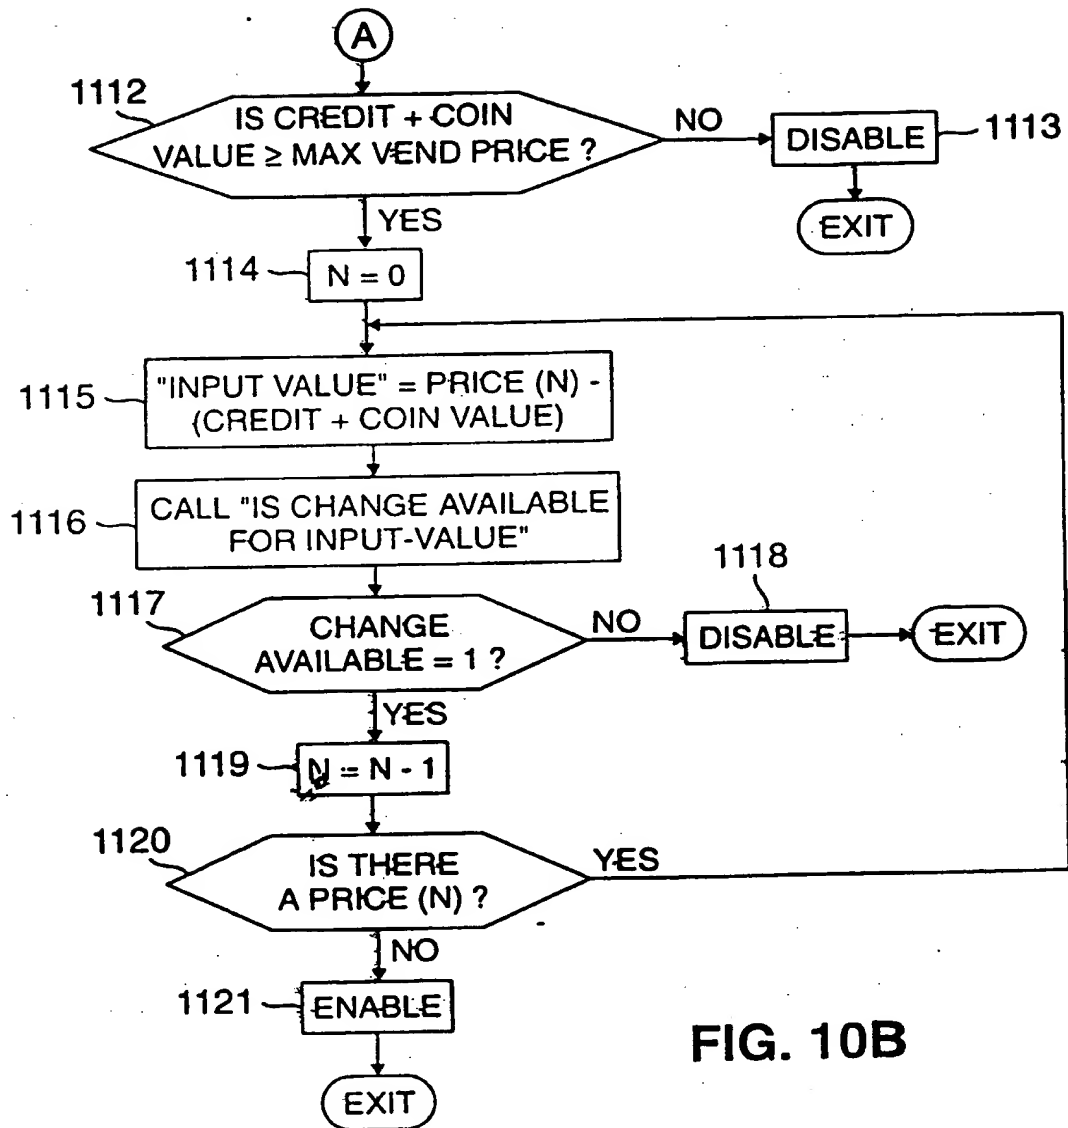 A
1112
IS CREDIT + COIN
VALUE ≥ MAX VEND PRICE ?
NO
DISABLE
1113
EXIT
YES
1114
N = 0
1115
"INPUT VALUE" = PRICE (N) -
(CREDIT + COIN VALUE)
1116
CALL "IS CHANGE AVAILABLE
FOR INPUT-VALUE"
1117
CHANGE
AVAILABLE = 1 ?
NO
1118
DISABLE
EXIT
YES
1119
N = N - 1
1120
IS THERE
A PRICE (N) ?
YES
NO
1121
ENABLE
EXIT
FIG. 10B